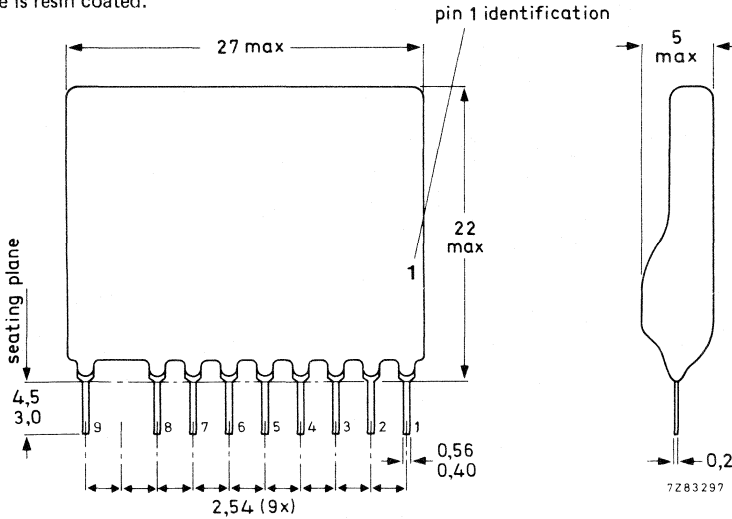 e is resin coated.
pin 1 identification
27 max
5
max
22
max
1
seating plane
4,5
3,0
9 8 7 6 5 4 3 2 1
0,56
0,40
0,2
2,54 (9x)
7Z83297